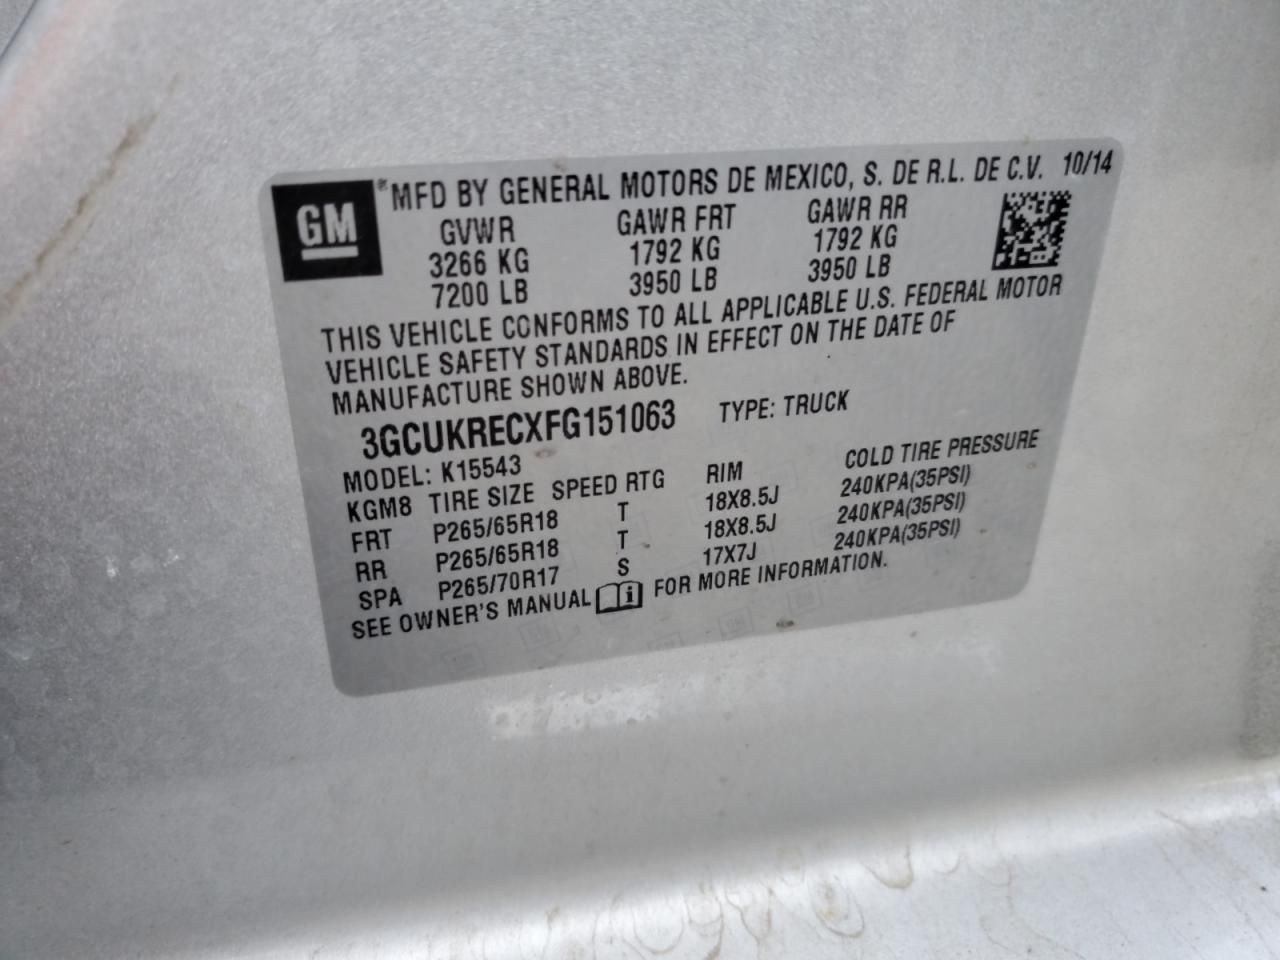 GM ® MFD BY GENERAL MOTORS DE MEXICO, S. DE R.L. DE C.V. 10/14
GVWR GAWR FRT GAWR RR
3266 KG 1792 KG 1792 KG
7200 LB 3950 LB 3950 LB
THIS VEHICLE CONFORMS TO ALL APPLICABLE U.S. FEDERAL MOTOR
VEHICLE SAFETY STANDARDS IN EFFECT ON THE DATE OF
MANUFACTURE SHOWN ABOVE.
3GCUKRECXFG151063 TYPE: TRUCK
MODEL: K15543
KGM8 TIRE SIZE SPEED RTG RIM COLD TIRE PRESSURE
FRT P265/65R18 T 18X8.5J 240KPA(35PSI)
RR P265/65R18 T 18X8.5J 240KPA(35PSI)
SPA P265/70R17 S 17X7J 240KPA(35PSI)
SEE OWNER'S MANUAL i FOR MORE INFORMATION.